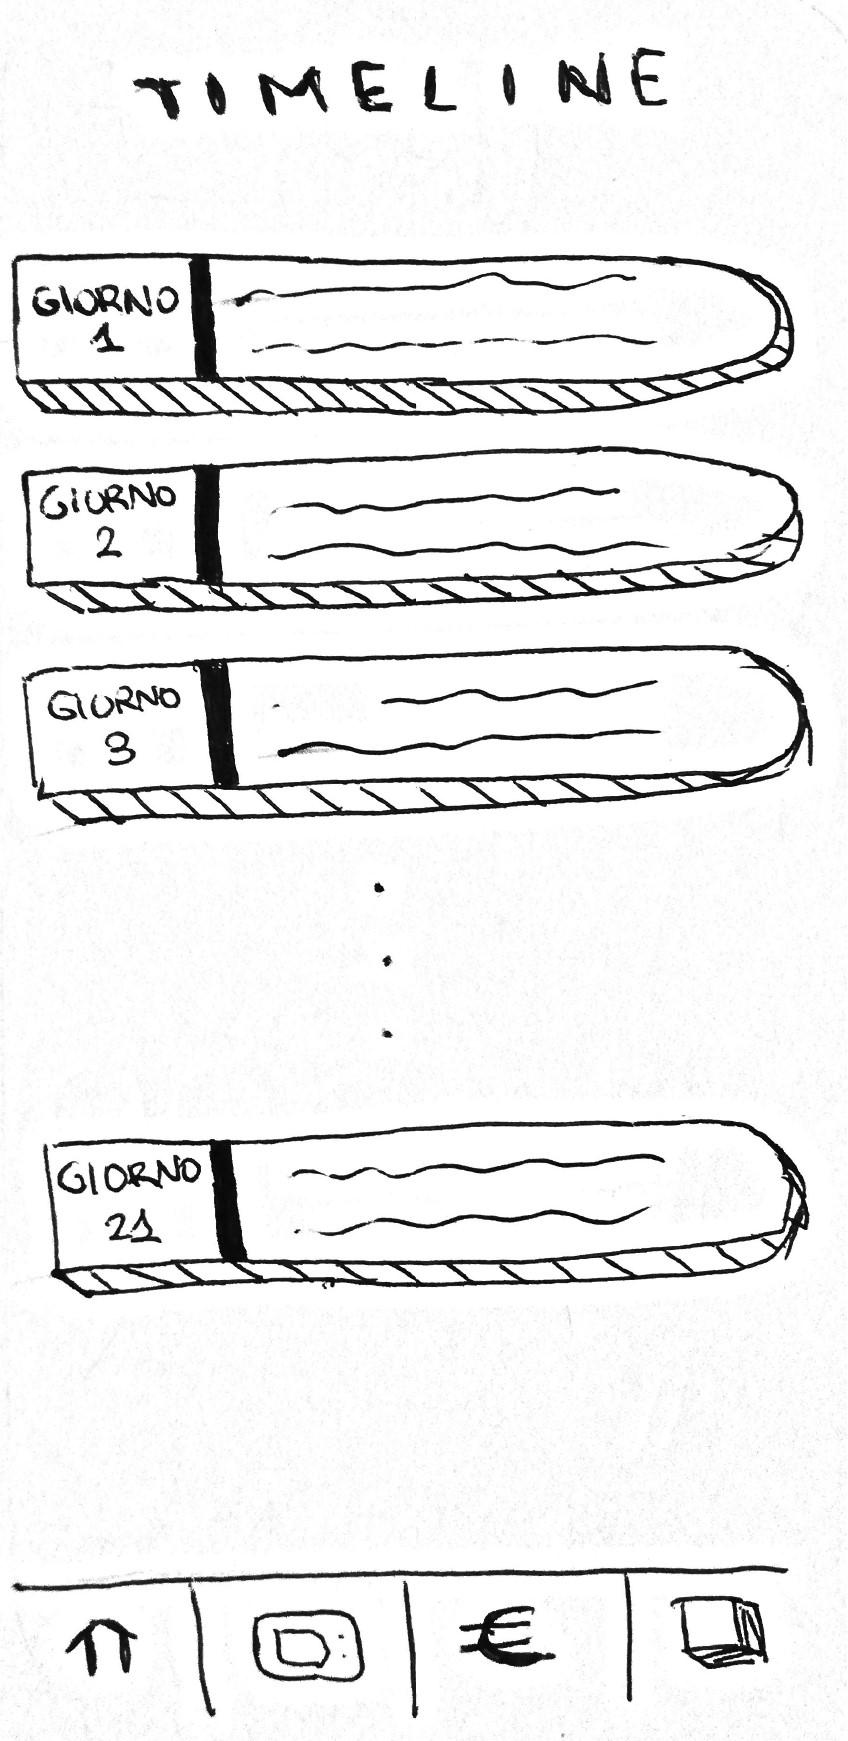 TIMELINE
GIORNO
1
GIORNO
2
GIORNO
3
GIORNO
21
€